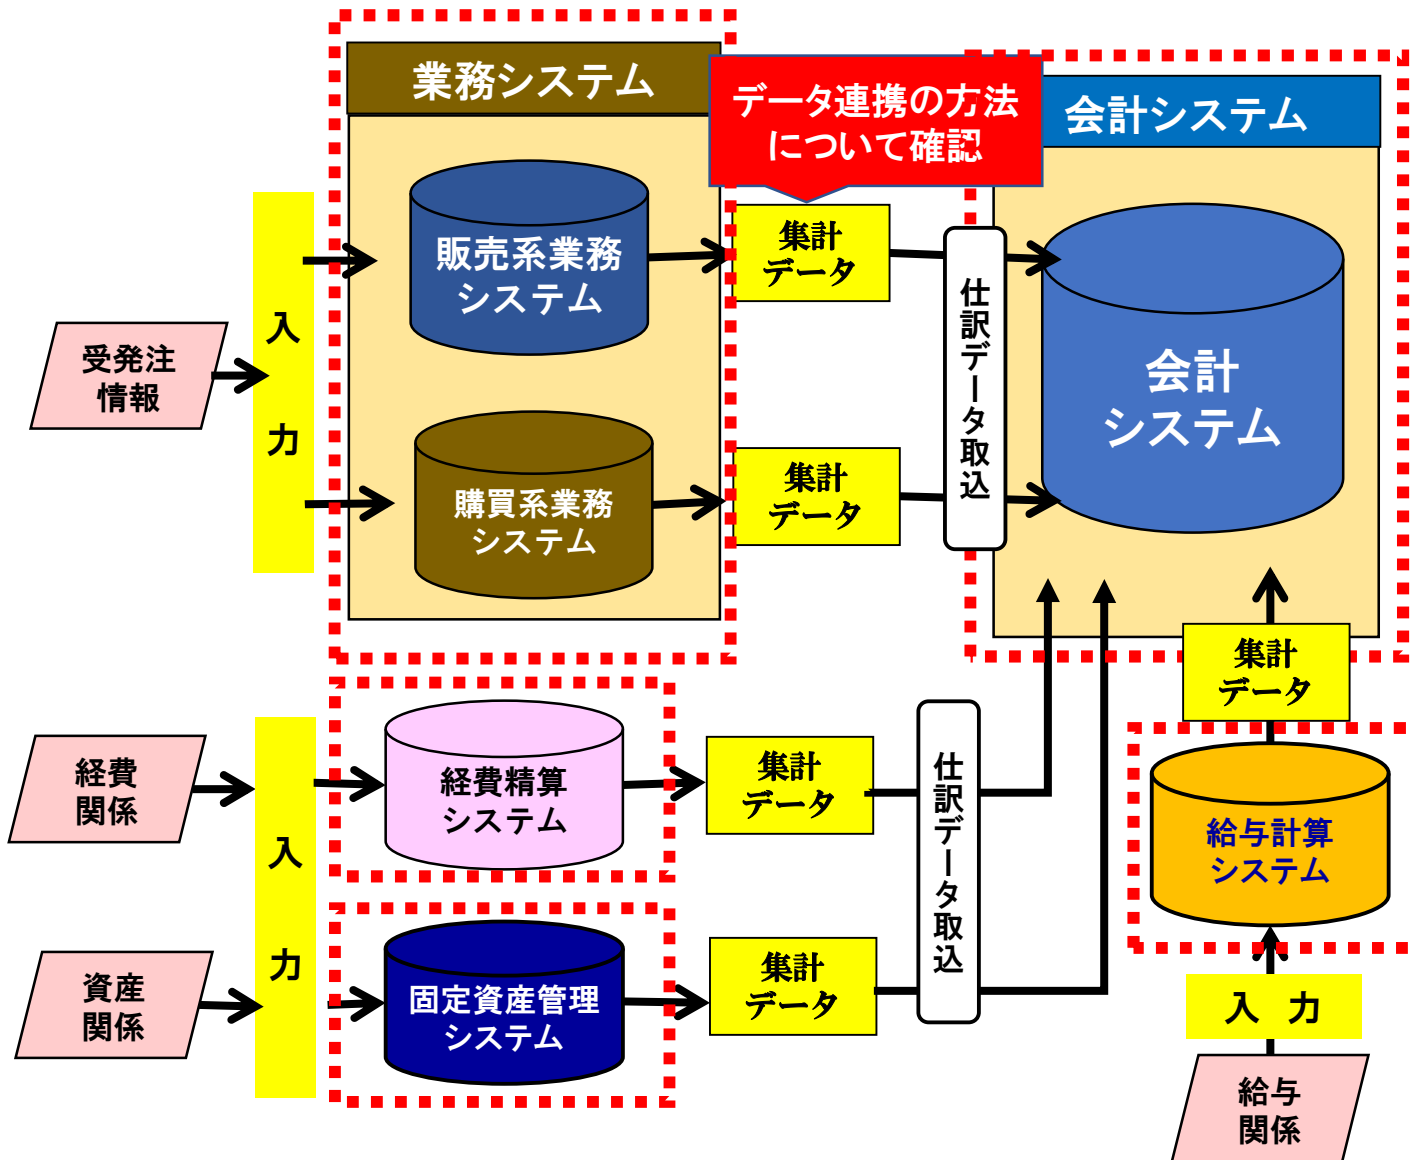 業務システム
データ連携の方法
について確認
会計システム
販売系業務
システム
集計
データ
仕訳データ取込
会計
システム
入
力
受発注
情報
購買系業務
システム
集計
データ
経費
関係
入
力
経費精算
システム
集計
データ
仕訳データ取込
集計
データ
給与計算
システム
資産
関係
固定資産管理
システム
集計
データ
入 力
給与
関係